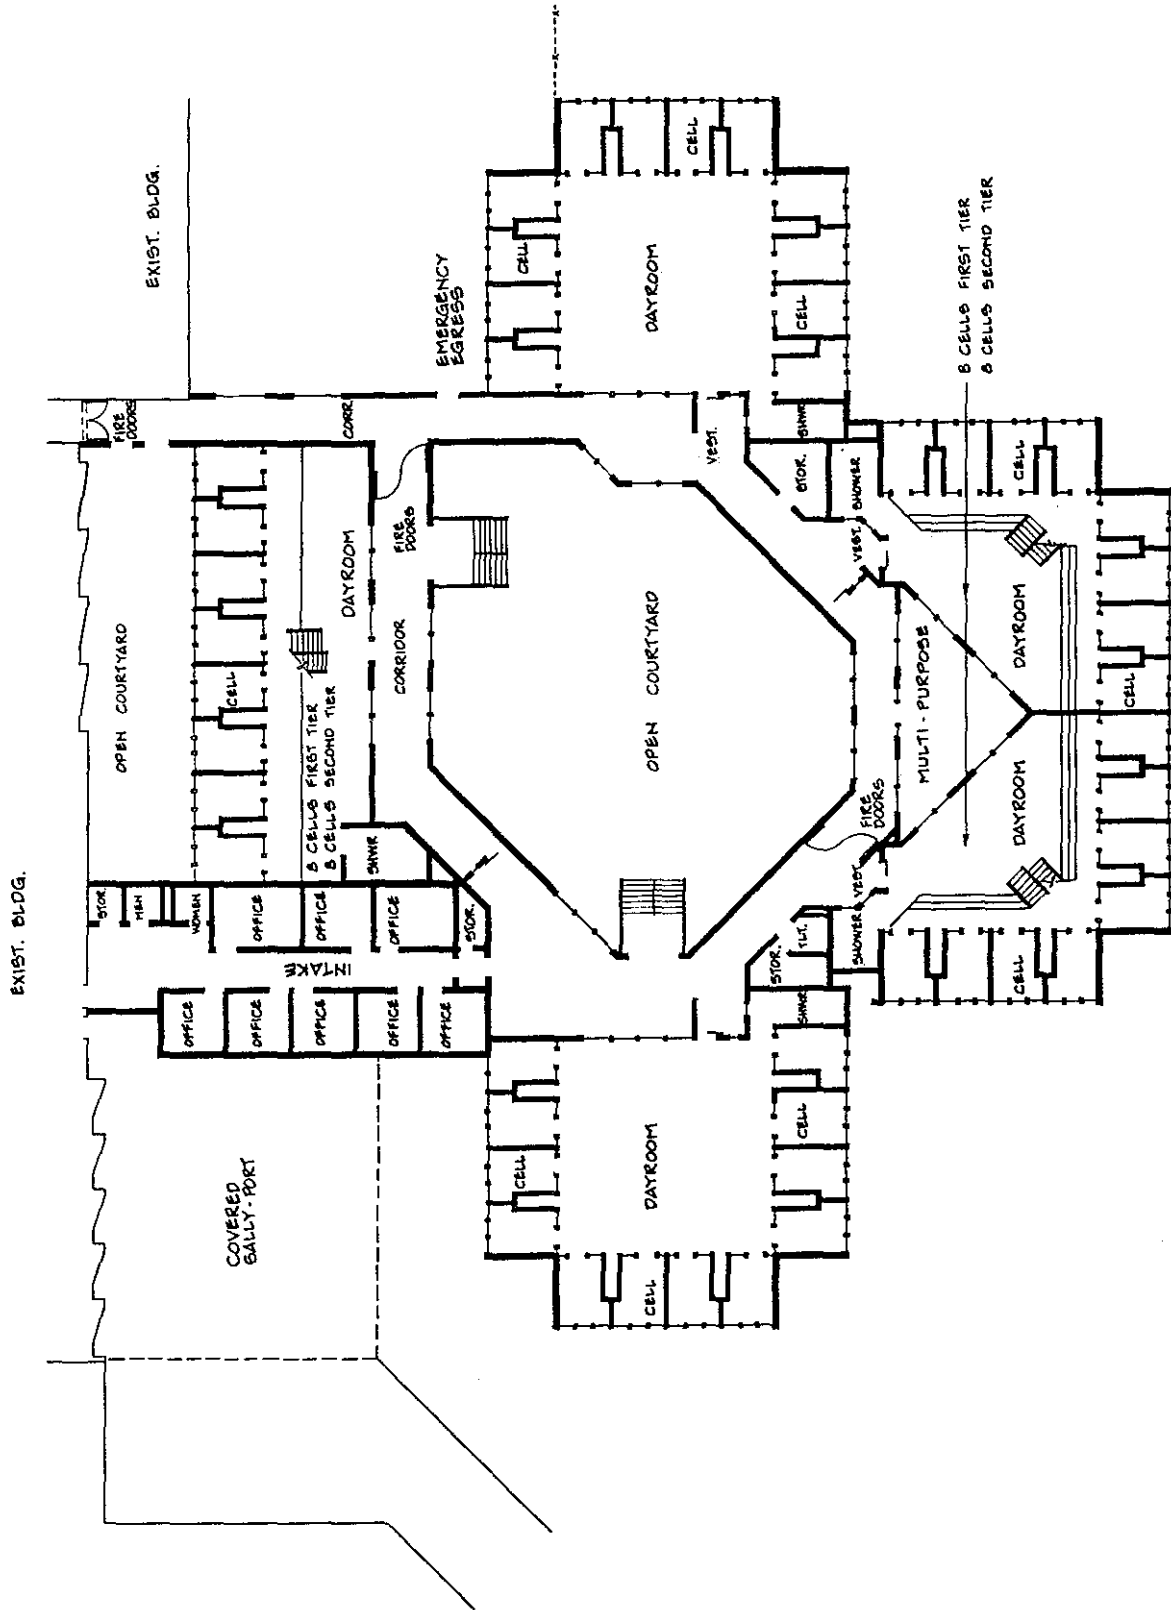 EXIST. BLDG.
STOR.
MEN
WOMEN
OPEN COURTYARD
FIRE
DOORS
EXIST. BLDG.
COVERED
SALLY-PORT
OFFICE
OFFICE
OFFICE
OFFICE
OFFICE
INTAKE
OFFICE
OFFICE
OFFICE
STOR.
CELL
8 CELLS FIRST TIER
8 CELLS SECOND TIER
DAYROOM
CORR.
SHWR
CORRIDOR
FIRE
DOORS
EMERGENCY
EGRESS
CELL
CELL
CELL
DAYROOM
OPEN COURTYARD
DAYROOM
CELL
VEST.
CELL
SHWR
STOR.
TLT.
STOR.
SHWR
CELL
SHOWER
VEST.
FIRE
DOORS
VEST.
SHOWER
MULTI-PURPOSE
8 CELLS FIRST TIER
8 CELLS SECOND TIER
CELL
DAYROOM
DAYROOM
CELL
CELL